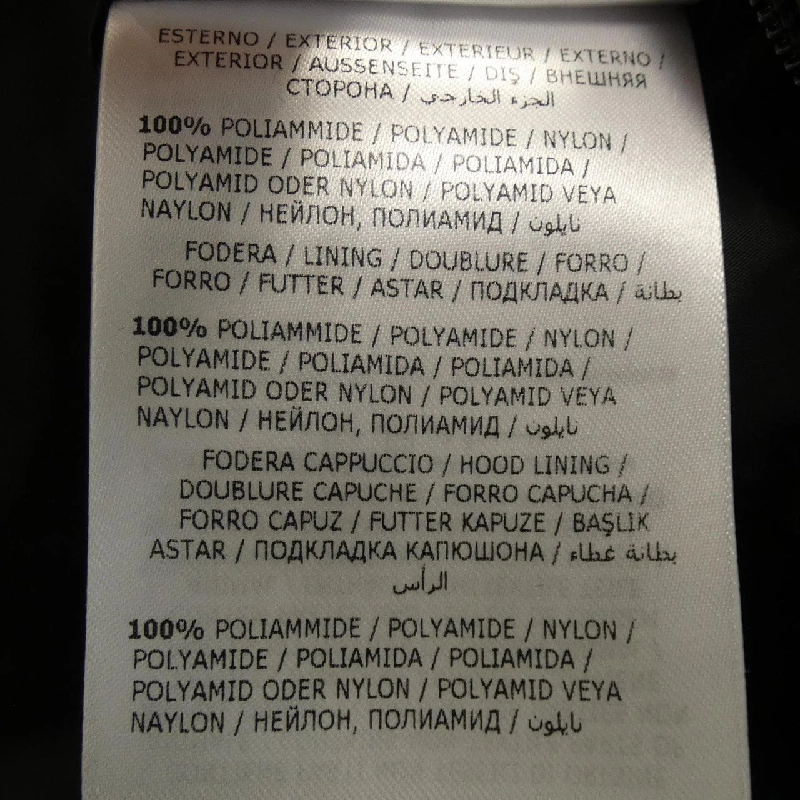 ESTERNO / EXTERIOR / EXTERIEUR / EXTERNO /
EXTERIOR / AUSSENSEITE / DIŞ / ВНЕШНЯЯ
СТОРОНА / الجزء الخارجي
100% POLIAMMIDE / POLYAMIDE / NYLON /
POLYAMIDE / POLIAMIDA / POLIAMIDA /
POLYAMID ODER NYLON / POLYAMID VEYA
NAYLON / НЕЙЛОН, ПОЛИАМИД / نايلون
FODERA / LINING / DOUBLURE / FORRO /
FORRO / FUTTER / ASTAR / ПОДКЛАДКА / بطانة
100% POLIAMMIDE / POLYAMIDE / NYLON /
POLYAMIDE / POLIAMIDA / POLIAMIDA /
POLYAMID ODER NYLON / POLYAMID VEYA
NAYLON / НЕЙЛОН, ПОЛИАМИД / نايلون
FODERA CAPPUCCIO / HOOD LINING /
DOUBLURE CAPUCHE / FORRO CAPUCHA /
FORRO CAPUZ / FUTTER KAPUZE / BAŞLIK
ASTAR / ПОДКЛАДКА КАПЮШОНА / بطانة غطاء
الرأس
100% POLIAMMIDE / POLYAMIDE / NYLON /
POLYAMIDE / POLIAMIDA / POLIAMIDA /
POLYAMID ODER NYLON / POLYAMID VEYA
NAYLON / НЕЙЛОН, ПОЛИАМИД / نايلون